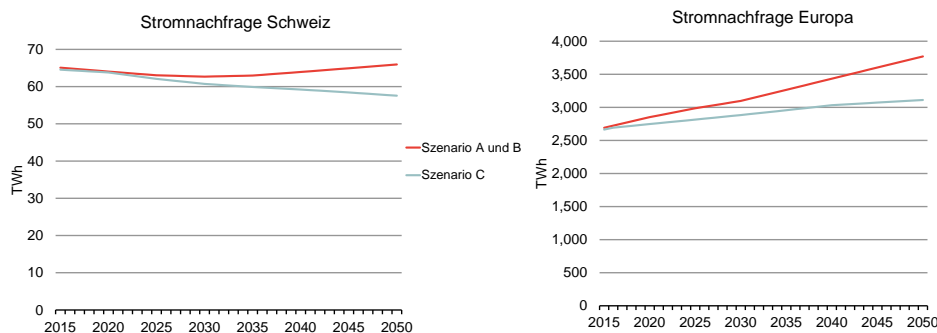 Stromnachfrage Schweiz
70
60
50
40
30
20
10
0
TWh
2015 2020 2025 2030 2035 2040 2045 2050
Szenario A und B
Szenario C
Stromnachfrage Europa
4,000
3,500
3,000
2,500
2,000
1,500
1,000
500
0
TWh
2015 2020 2025 2030 2035 2040 2045 2050